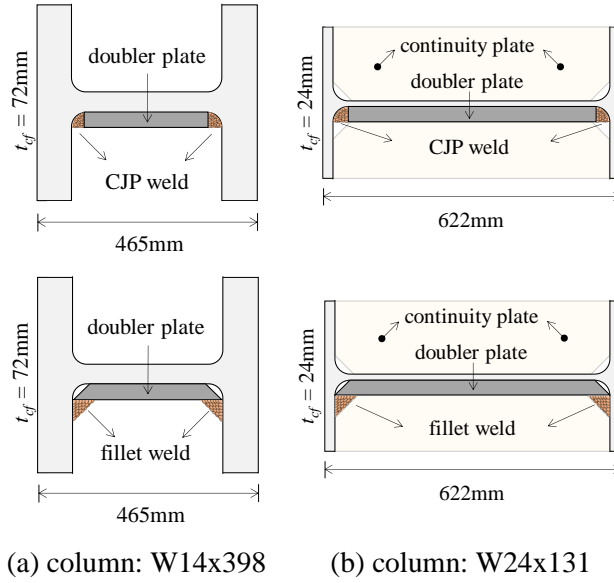 doubler plate
t_cf = 72mm
CJP weld
465mm
continuity plate
doubler plate
t_cf = 24mm
CJP weld
622mm
doubler plate
t_cf = 72mm
fillet weld
465mm
continuity plate
doubler plate
t_cf = 24mm
fillet weld
622mm
(a) column: W14x398
(b) column: W24x131